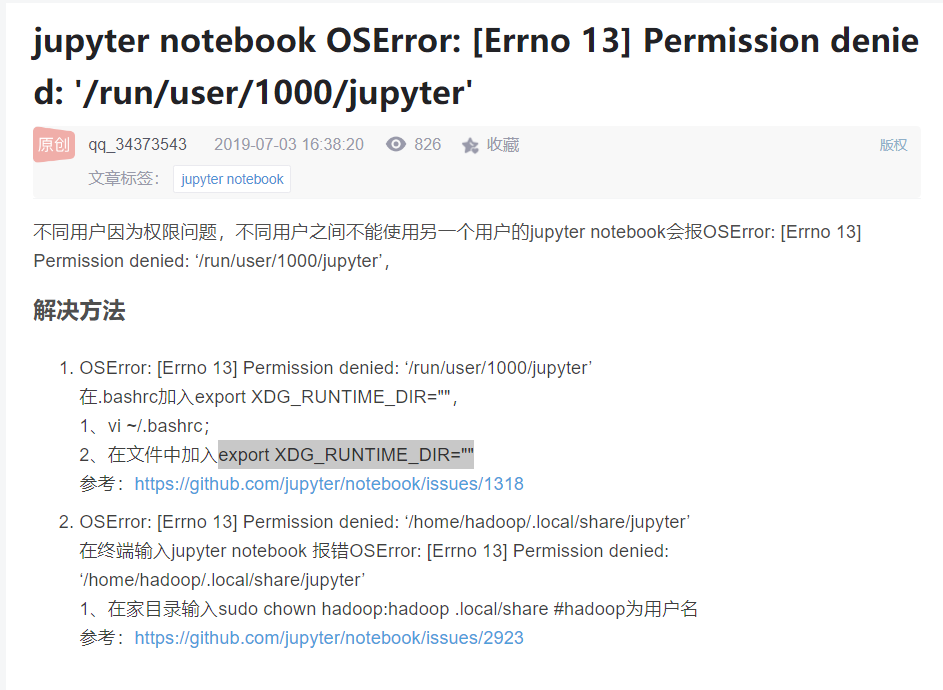 jupyter notebook OSError: [Errno 13] Permission denie
d: '/run/user/1000/jupyter'
原创 qq_34373543 2019-07-03 16:38:20 826 收藏 版权
文章标签： jupyter notebook
不同用户因为权限问题，不同用户之间不能使用另一个用户的jupyter notebook会报OSError: [Errno 13]
Permission denied: ‘/run/user/1000/jupyter’，
解决方法
1. OSError: [Errno 13] Permission denied: ‘/run/user/1000/jupyter’
在.bashrc加入export XDG_RUNTIME_DIR=""，
1、vi ~/.bashrc；
2、在文件中加入export XDG_RUNTIME_DIR=""
参考：https://github.com/jupyter/notebook/issues/1318
2. OSError: [Errno 13] Permission denied: ‘/home/hadoop/.local/share/jupyter’
在终端输入jupyter notebook 报错OSError: [Errno 13] Permission denied:
‘/home/hadoop/.local/share/jupyter’
1、在家目录输入sudo chown hadoop:hadoop .local/share #hadoop为用户名
参考：https://github.com/jupyter/notebook/issues/2923